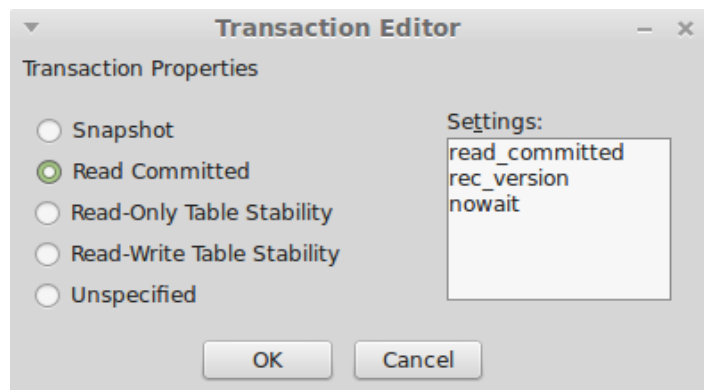 Transaction Editor
Transaction Properties
Snapshot
Read Committed
Read-Only Table Stability
Read-Write Table Stability
Unspecified
Settings:
read_committed
rec_version
nowait
OK
Cancel